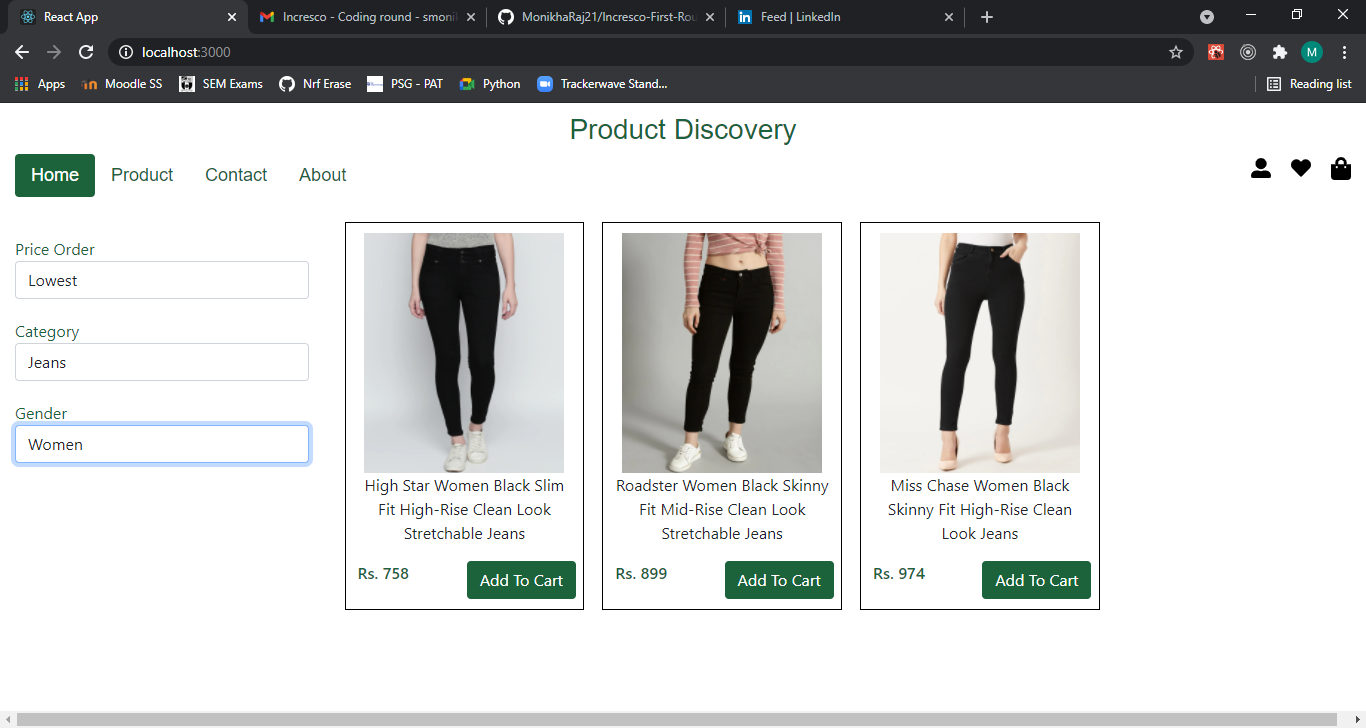 React App
Incresco - Coding round - smonik
MonikhaRaj21/Incresco-First-Rou
Feed | LinkedIn
localhost:3000
M
Apps
Moodle SS
SEM Exams
Nrf Erase
PSG - PAT
Python
Trackerwave Stand...
Reading list
Product Discovery
Home
Product
Contact
About
Price Order
Lowest
Category
Jeans
Gender
Women
High Star Women Black Slim
Fit High-Rise Clean Look
Stretchable Jeans
Rs. 758
Add To Cart
Roadster Women Black Skinny
Fit Mid-Rise Clean Look
Stretchable Jeans
Rs. 899
Add To Cart
Miss Chase Women Black
Skinny Fit High-Rise Clean
Look Jeans
Rs. 974
Add To Cart